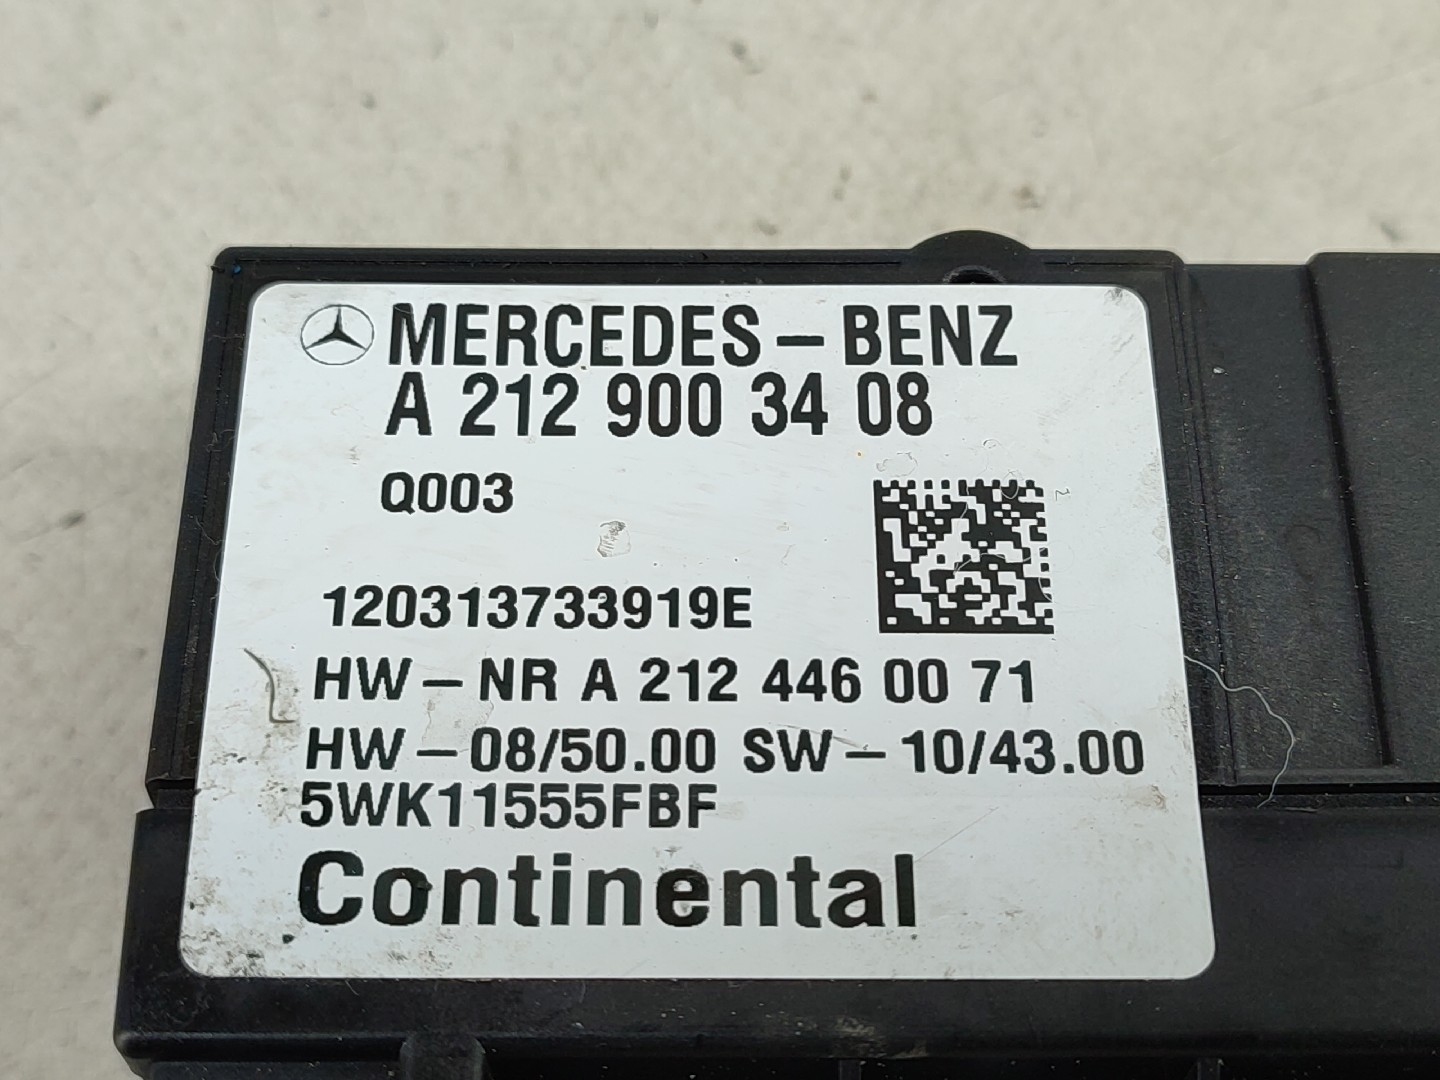 MERCEDES-BENZ
A 212 900 34 08
Q003
120313733919E
HW-NR A 212 446 00 71
HW-08/50.00 SW-10/43.00
5WK11555FBF
Continental